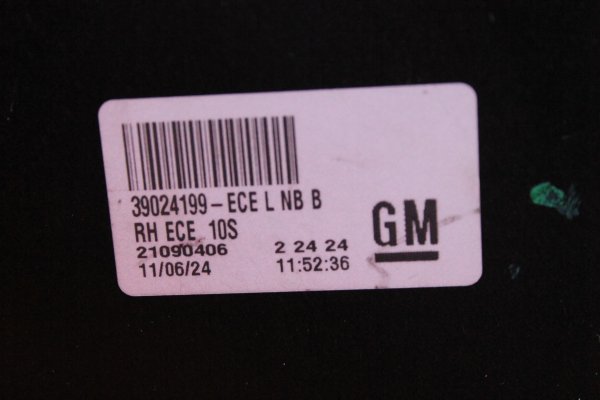 39024199-ECE L NB B
RH ECE 10S
21090406 2 24 24
11/06/24 11:52:36
GM